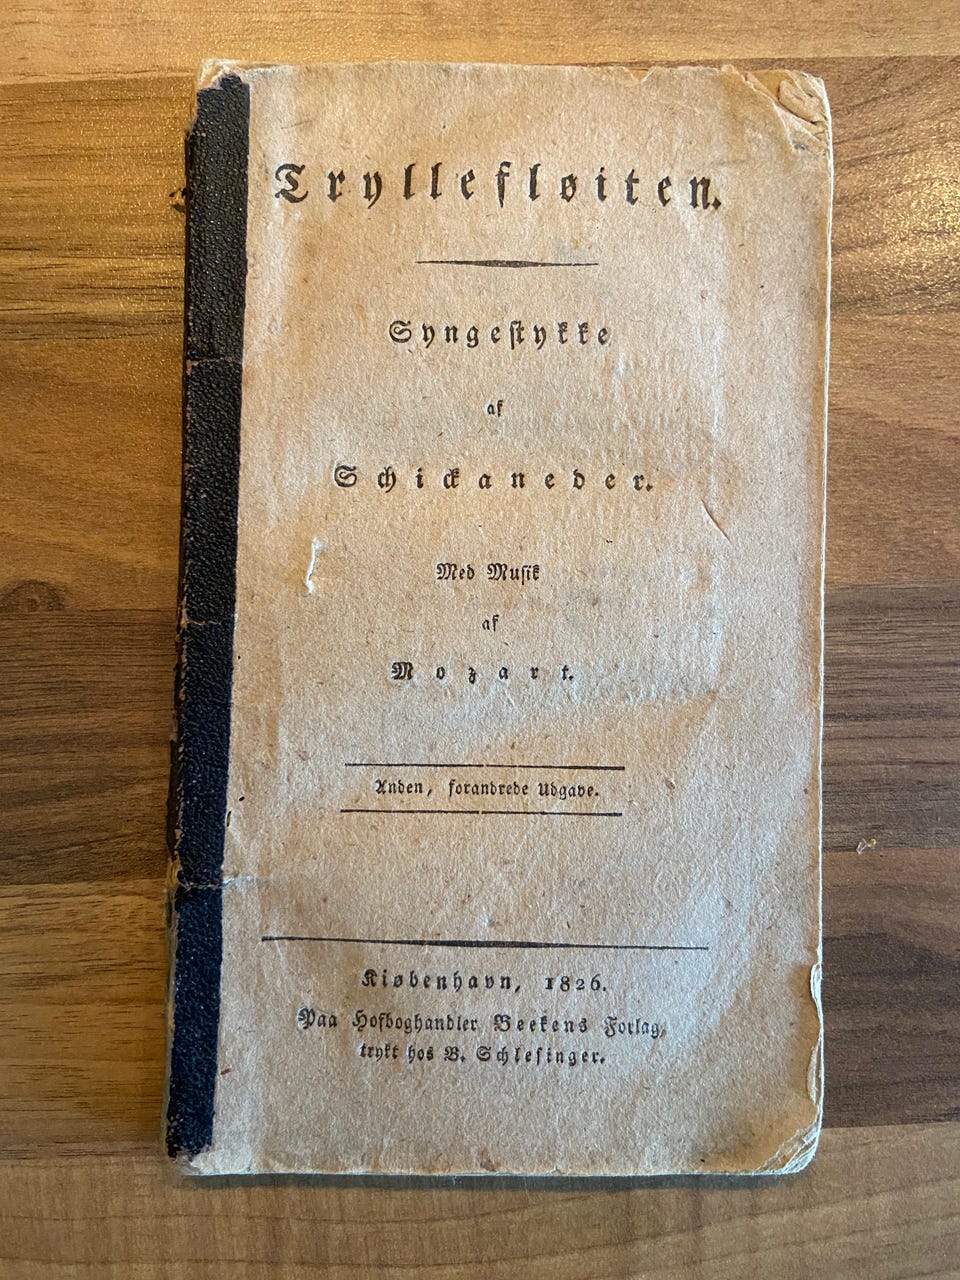 Tryllefløiten.
Syngestykke
af
Schickaneder.
Med Musik
af
Mozart.
Anden, forandrede Udgave.
Kiøbenhavn, 1826.
Paa Hofboghandler Beekens Forlag,
trykt hos B. Schlesinger.